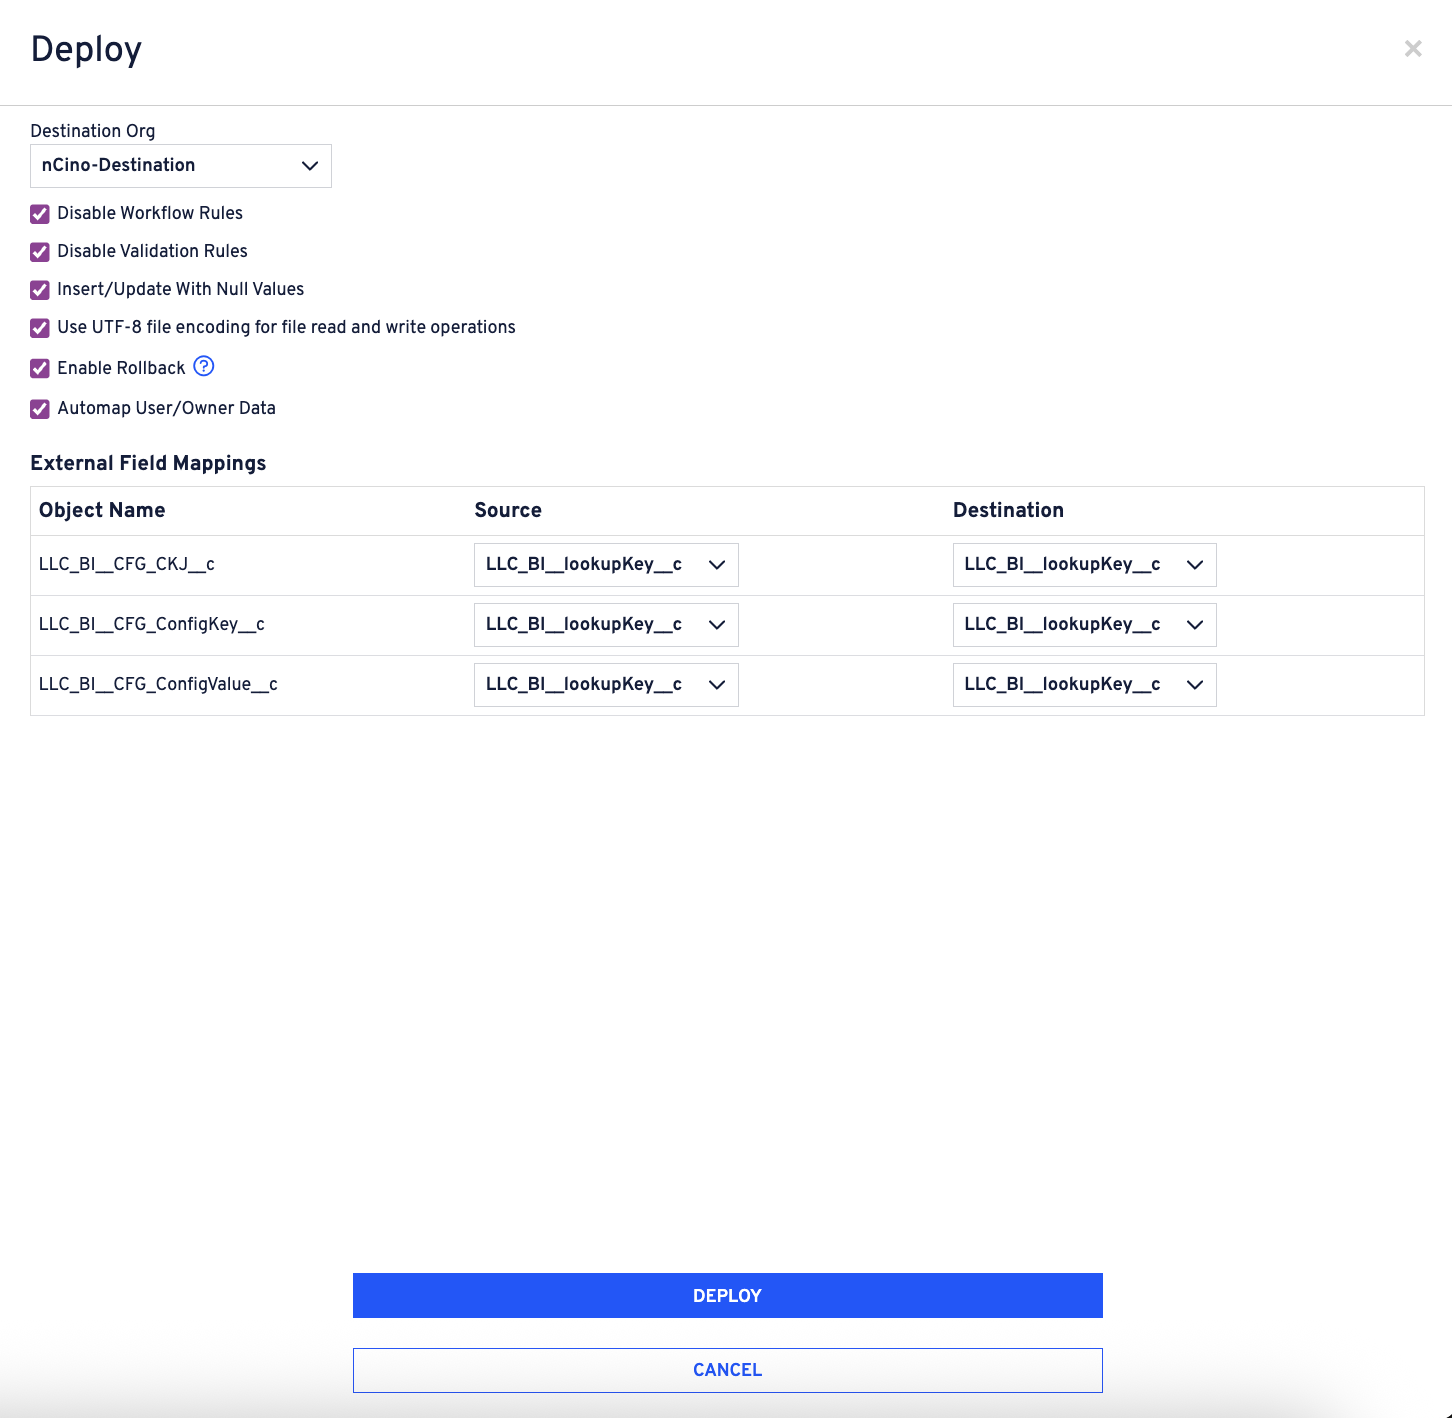 Deploy
Destination Org
nCino-Destination
Disable Workflow Rules
Disable Validation Rules
Insert/Update With Null Values
Use UTF-8 file encoding for file read and write operations
Enable Rollback ?
Automap User/Owner Data
External Field Mappings
Object Name Source Destination
LLC_BI__CFG_CKJ__c LLC_BI__lookupKey__c LLC_BI__lookupKey__c
LLC_BI__CFG_ConfigKey__c LLC_BI__lookupKey__c LLC_BI__lookupKey__c
LLC_BI__CFG_ConfigValue__c LLC_BI__lookupKey__c LLC_BI__lookupKey__c
DEPLOY
CANCEL